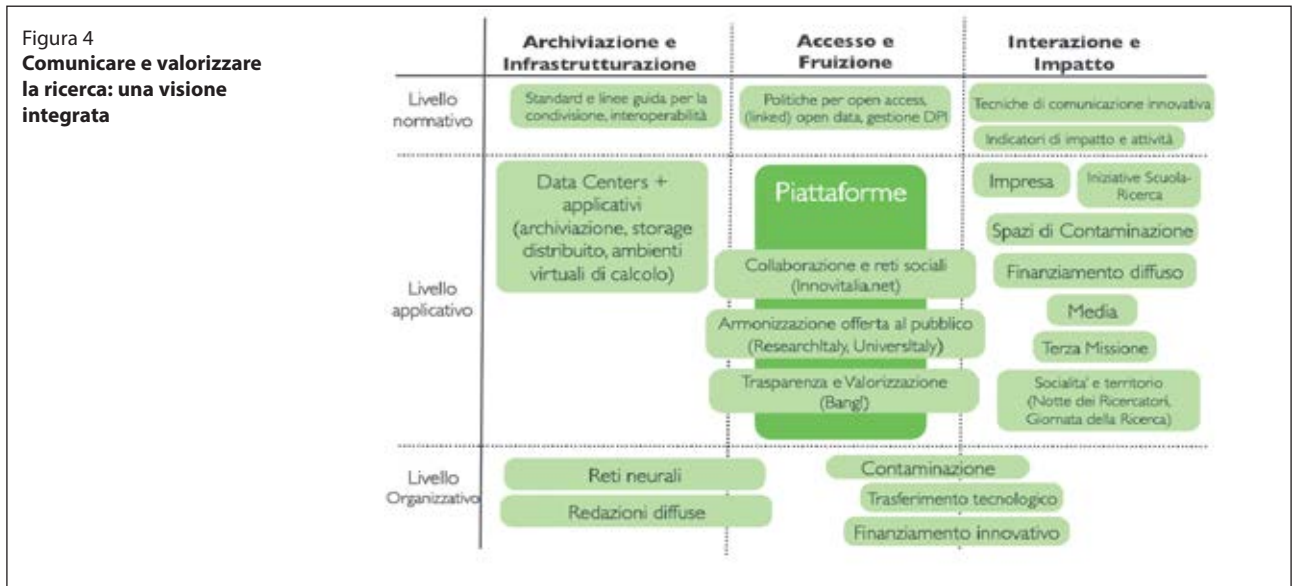 Figura 4
Comunicare e valorizzare
la ricerca: una visione
integrata
Archiviazione e
Infrastrutturazione
Accesso e
Fruizione
Interazione e
Impatto
Livello
normativo
Standard e linee guida per la
condivisione, interoperabilità
Politiche per open access,
(linked) open data, gestione DPI
Tecniche di comunicazione innovativa
Indicatori di impatto e attività
Livello
applicativo
Data Centers +
applicativi
(archiviazione, storage
distribuito, ambienti
virtuali di calcolo)
Piattaforme
Collaborazione e reti sociali
(Innovitalia.net)
Armonizzazione offerta al pubblico
(ResearchItaly, UniversItaly)
Trasparenza e Valorizzazione
(Bang!)
Impresa
Iniziative Scuola-
Ricerca
Spazi di Contaminazione
Finanziamento diffuso
Media
Terza Missione
Socialita' e territorio
(Notte dei Ricercatori,
Giornata della Ricerca)
Livello
Organizzativo
Reti neurali
Redazioni diffuse
Contaminazione
Trasferimento tecnologico
Finanziamento innovativo